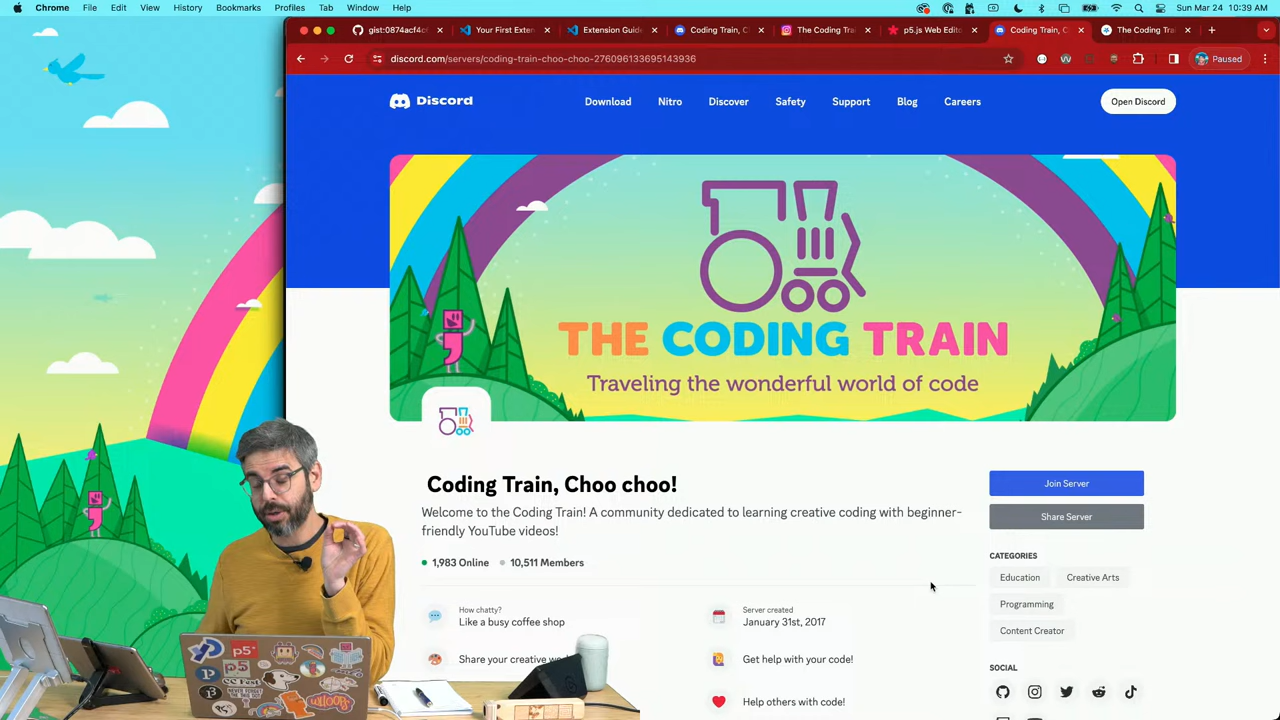 Chrome File Edit View History Bookmarks Profiles Tab Window Help Sun Mar 24 10:39 AM
gist:0874acf4c Your First Exten Extension Guide Coding Train, C The Coding Tra p5.js Web Edito Coding Train, C The Coding Tra
discord.com/servers/coding-train-choo-choo-276096133695143936 Paused
Discord Download Nitro Discover Safety Support Blog Careers Open Discord
THE CODING TRAIN
Traveling the wonderful world of code
Coding Train, Choo choo!
Welcome to the Coding Train! A community dedicated to learning creative coding with beginner-
friendly YouTube videos!
1,983 Online 10,511 Members
Join Server
Share Server
CATEGORIES
Education Creative Arts
Programming
Content Creator
SOCIAL
How chatty?
Like a busy coffee shop
Server created
January 31st, 2017
Share your creative
Get help with your code!
Help others with code!
p5*
NEVER FORGET
WHOOO!